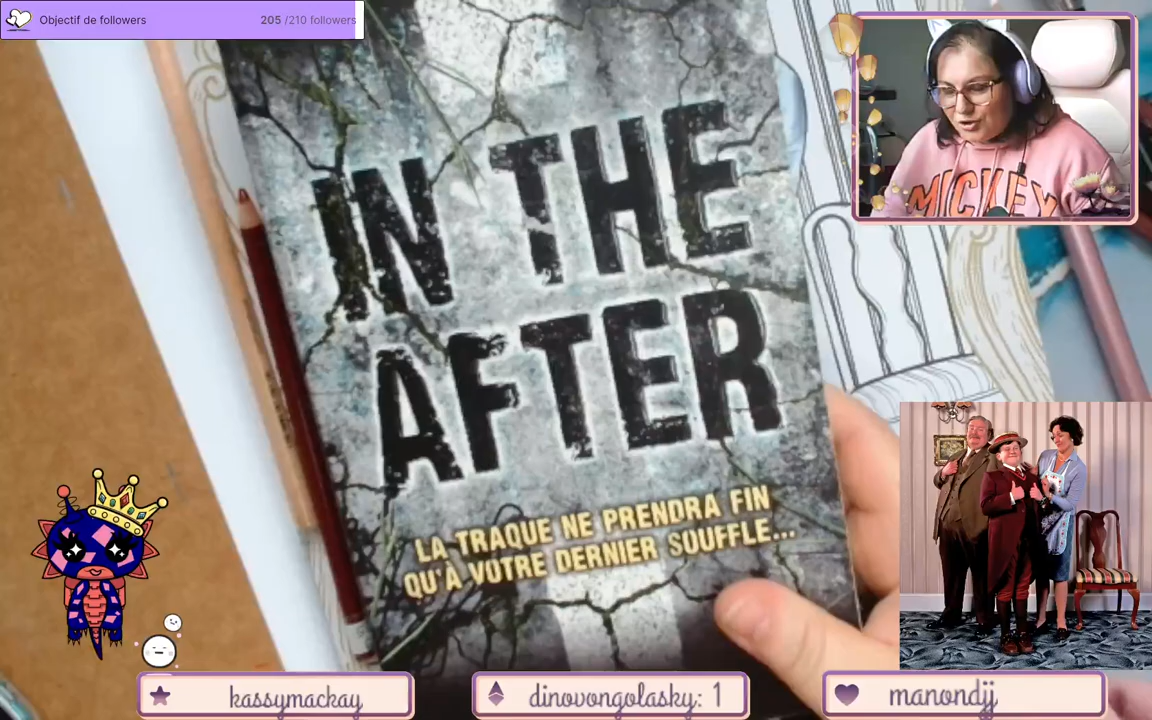 Objectif de followers
205 /210 followers
MICKEY
IN THE
AFTER
LA TRAQUE NE PRENDRA FIN
QU'À VOTRE DERNIER SOUFFLE...
kassymackay
dinovongolasky: 1
manondjj